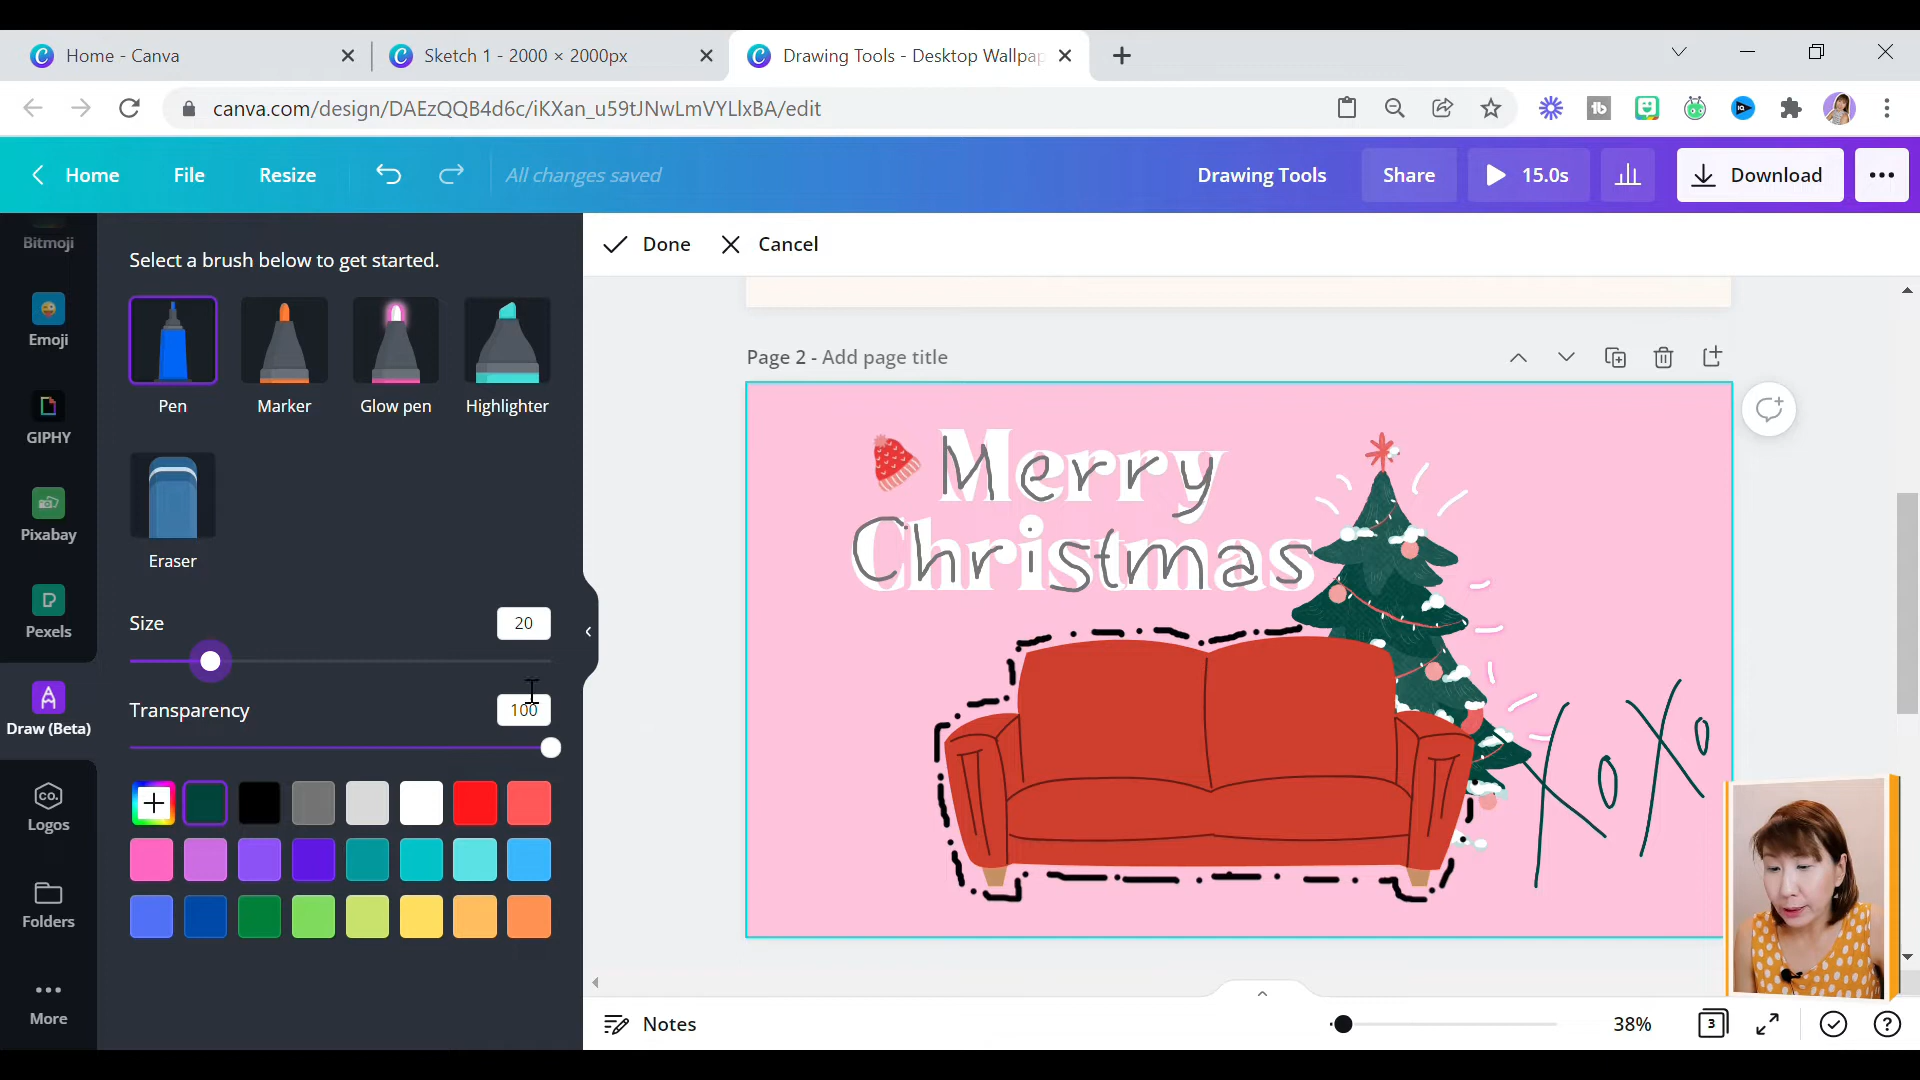 Home - Canva
Sketch 1 - 2000 × 2000px
Drawing Tools - Desktop Wallpap
canva.com/design/DAEzQQB4d6c/iKXan_u59tJNwLmVYLlxBA/edit
Home
File
Resize
All changes saved
Drawing Tools
Share
15.0s
Download
Bitmoji
Emoji
GIPHY
Pixabay
Pexels
Draw (Beta)
Logos
Folders
More
Select a brush below to get started.
Pen
Marker
Glow pen
Highlighter
Eraser
Size
20
Transparency
100
Done
Cancel
Page 2 - Add page title
Merry
Christmas
XoXo
Notes
38%
3